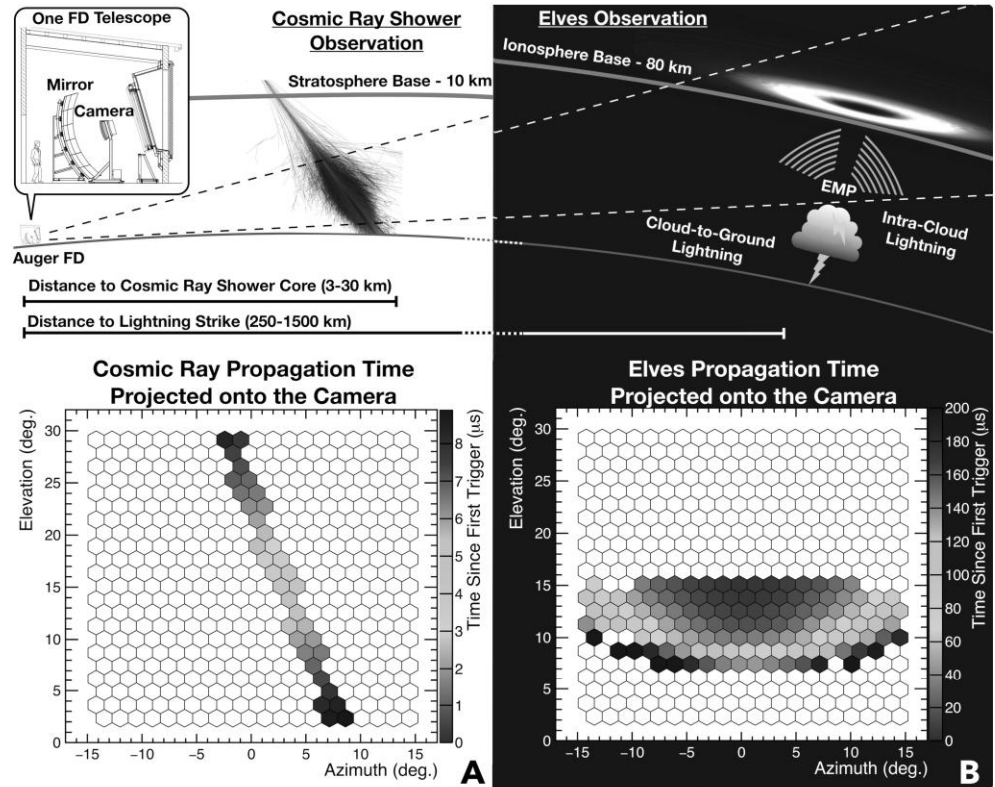 One FD Telescope
Mirror
Camera
Auger FD
Cosmic Ray Shower
Observation
Stratosphere Base - 10 km
Distance to Cosmic Ray Shower Core (3-30 km)
Distance to Lightning Strike (250-1500 km)
Elves Observation
Ionosphere Base - 80 km
EMP
Cloud-to-Ground
Lightning
Intra-Cloud
Lightning
Cosmic Ray Propagation Time
Projected onto the Camera
Elevation (deg.)
30
25
20
15
10
5
0
−15 −10 −5 0 5 10 15
Azimuth (deg.)
8
7
6
5
4
3
2
1
0
Time Since First Trigger (µs)
A
Elves Propagation Time
Projected onto the Camera
Elevation (deg.)
30
25
20
15
10
5
0
−15 −10 −5 0 5 10 15
Azimuth (deg.)
200
180
160
140
120
100
80
60
40
20
0
Time Since First Trigger (µs)
B